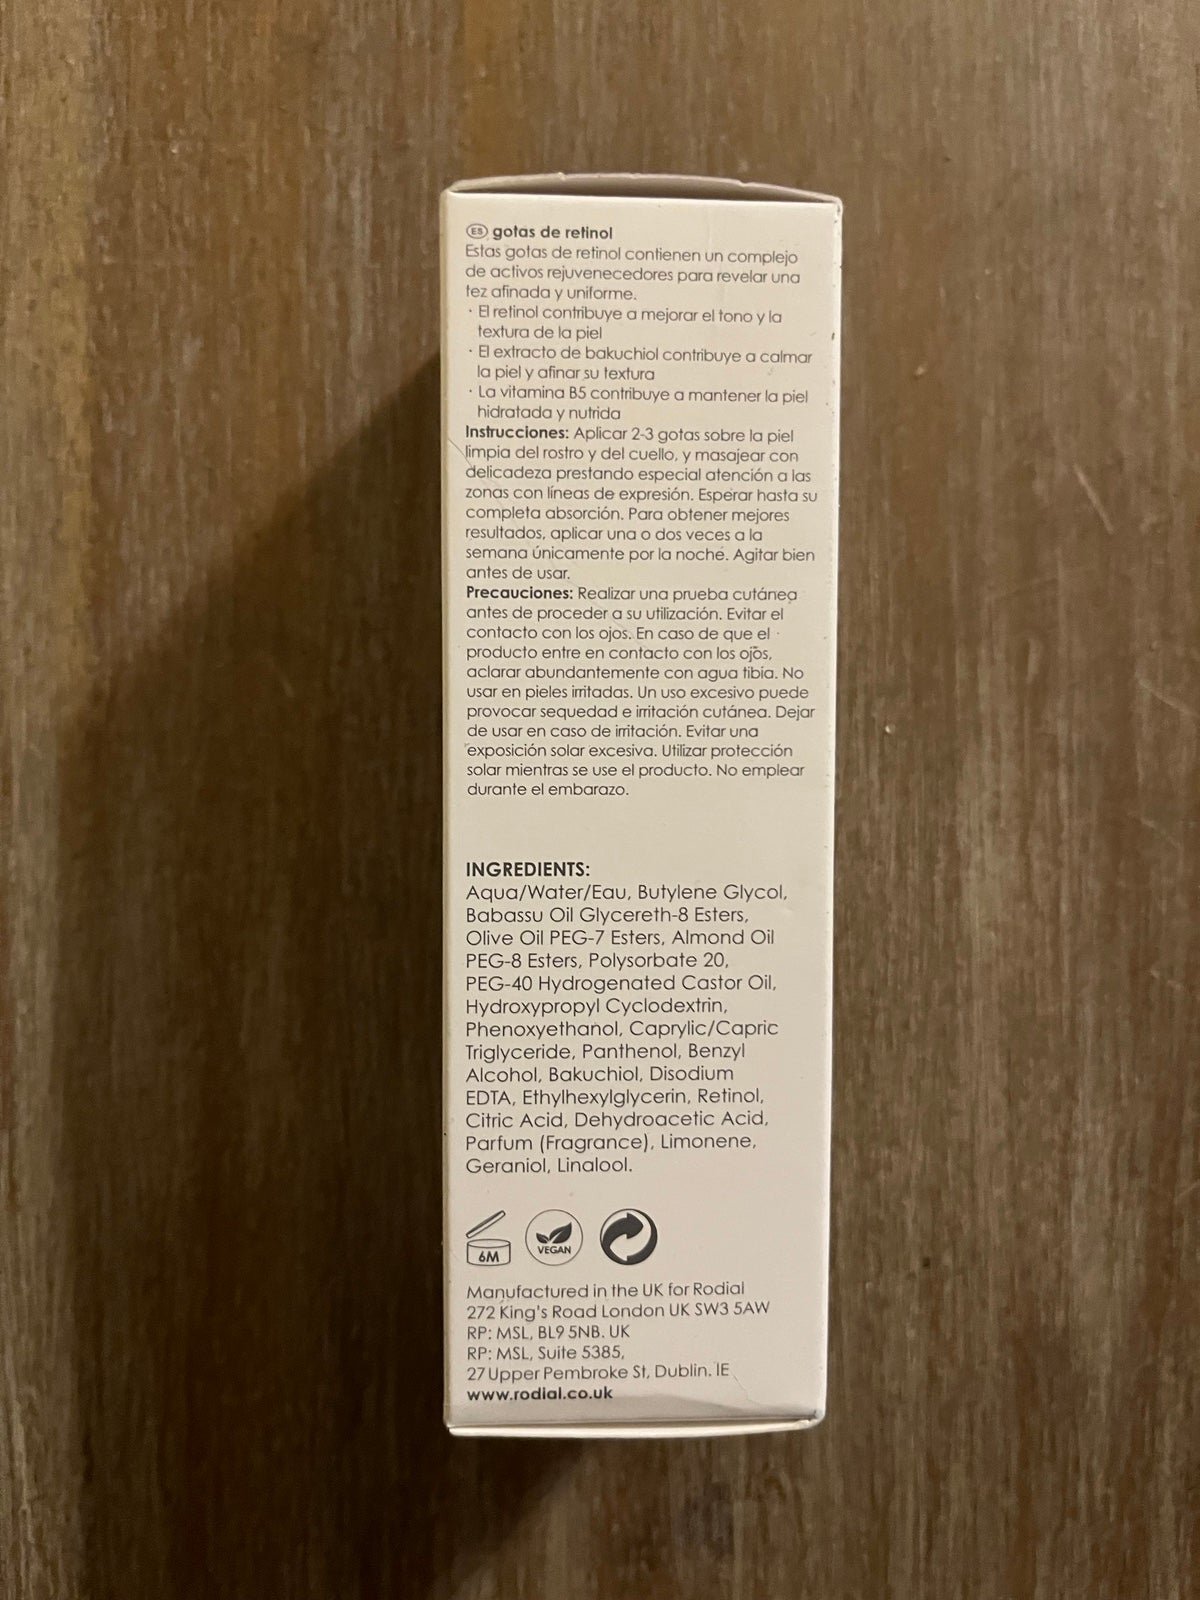 ES gotas de retinol
Estas gotas de retinol contienen un complejo
de activos rejuvenecedores para revelar una
tez afinada y uniforme.
· El retinol contribuye a mejorar el tono y la
textura de la piel
· El extracto de bakuchiol contribuye a calmar
la piel y afinar su textura
· La vitamina B5 contribuye a mantener la piel
hidratada y nutrida
Instrucciones: Aplicar 2-3 gotas sobre la piel
limpia del rostro y del cuello, y masajear con
delicadeza prestando especial atención a las
zonas con líneas de expresión. Esperar hasta su
completa absorción. Para obtener mejores
resultados, aplicar una o dos veces a la
semana únicamente por la noche. Agitar bien
antes de usar.
Precauciones: Realizar una prueba cutánea
antes de proceder a su utilización. Evitar el
contacto con los ojos. En caso de que el
producto entre en contacto con los ojos,
aclarar abundantemente con agua tibia. No
usar en pieles irritadas. Un uso excesivo puede
provocar sequedad e irritación cutánea. Dejar
de usar en caso de irritación. Evitar una
exposición solar excesiva. Utilizar protección
solar mientras se use el producto. No emplear
durante el embarazo.
INGREDIENTS:
Aqua/Water/Eau, Butylene Glycol,
Babassu Oil Glycereth-8 Esters,
Olive Oil PEG-7 Esters, Almond Oil
PEG-8 Esters, Polysorbate 20,
PEG-40 Hydrogenated Castor Oil,
Hydroxypropyl Cyclodextrin,
Phenoxyethanol, Caprylic/Capric
Triglyceride, Panthenol, Benzyl
Alcohol, Bakuchiol, Disodium
EDTA, Ethylhexylglycerin, Retinol,
Citric Acid, Dehydroacetic Acid,
Parfum (Fragrance), Limonene,
Geraniol, Linalool.
6M VEGAN
Manufactured in the UK for Rodial
272 King's Road London UK SW3 5AW
RP: MSL, BL9 5NB. UK
RP: MSL, Suite 5385,
27 Upper Pembroke St, Dublin. IE
www.rodial.co.uk